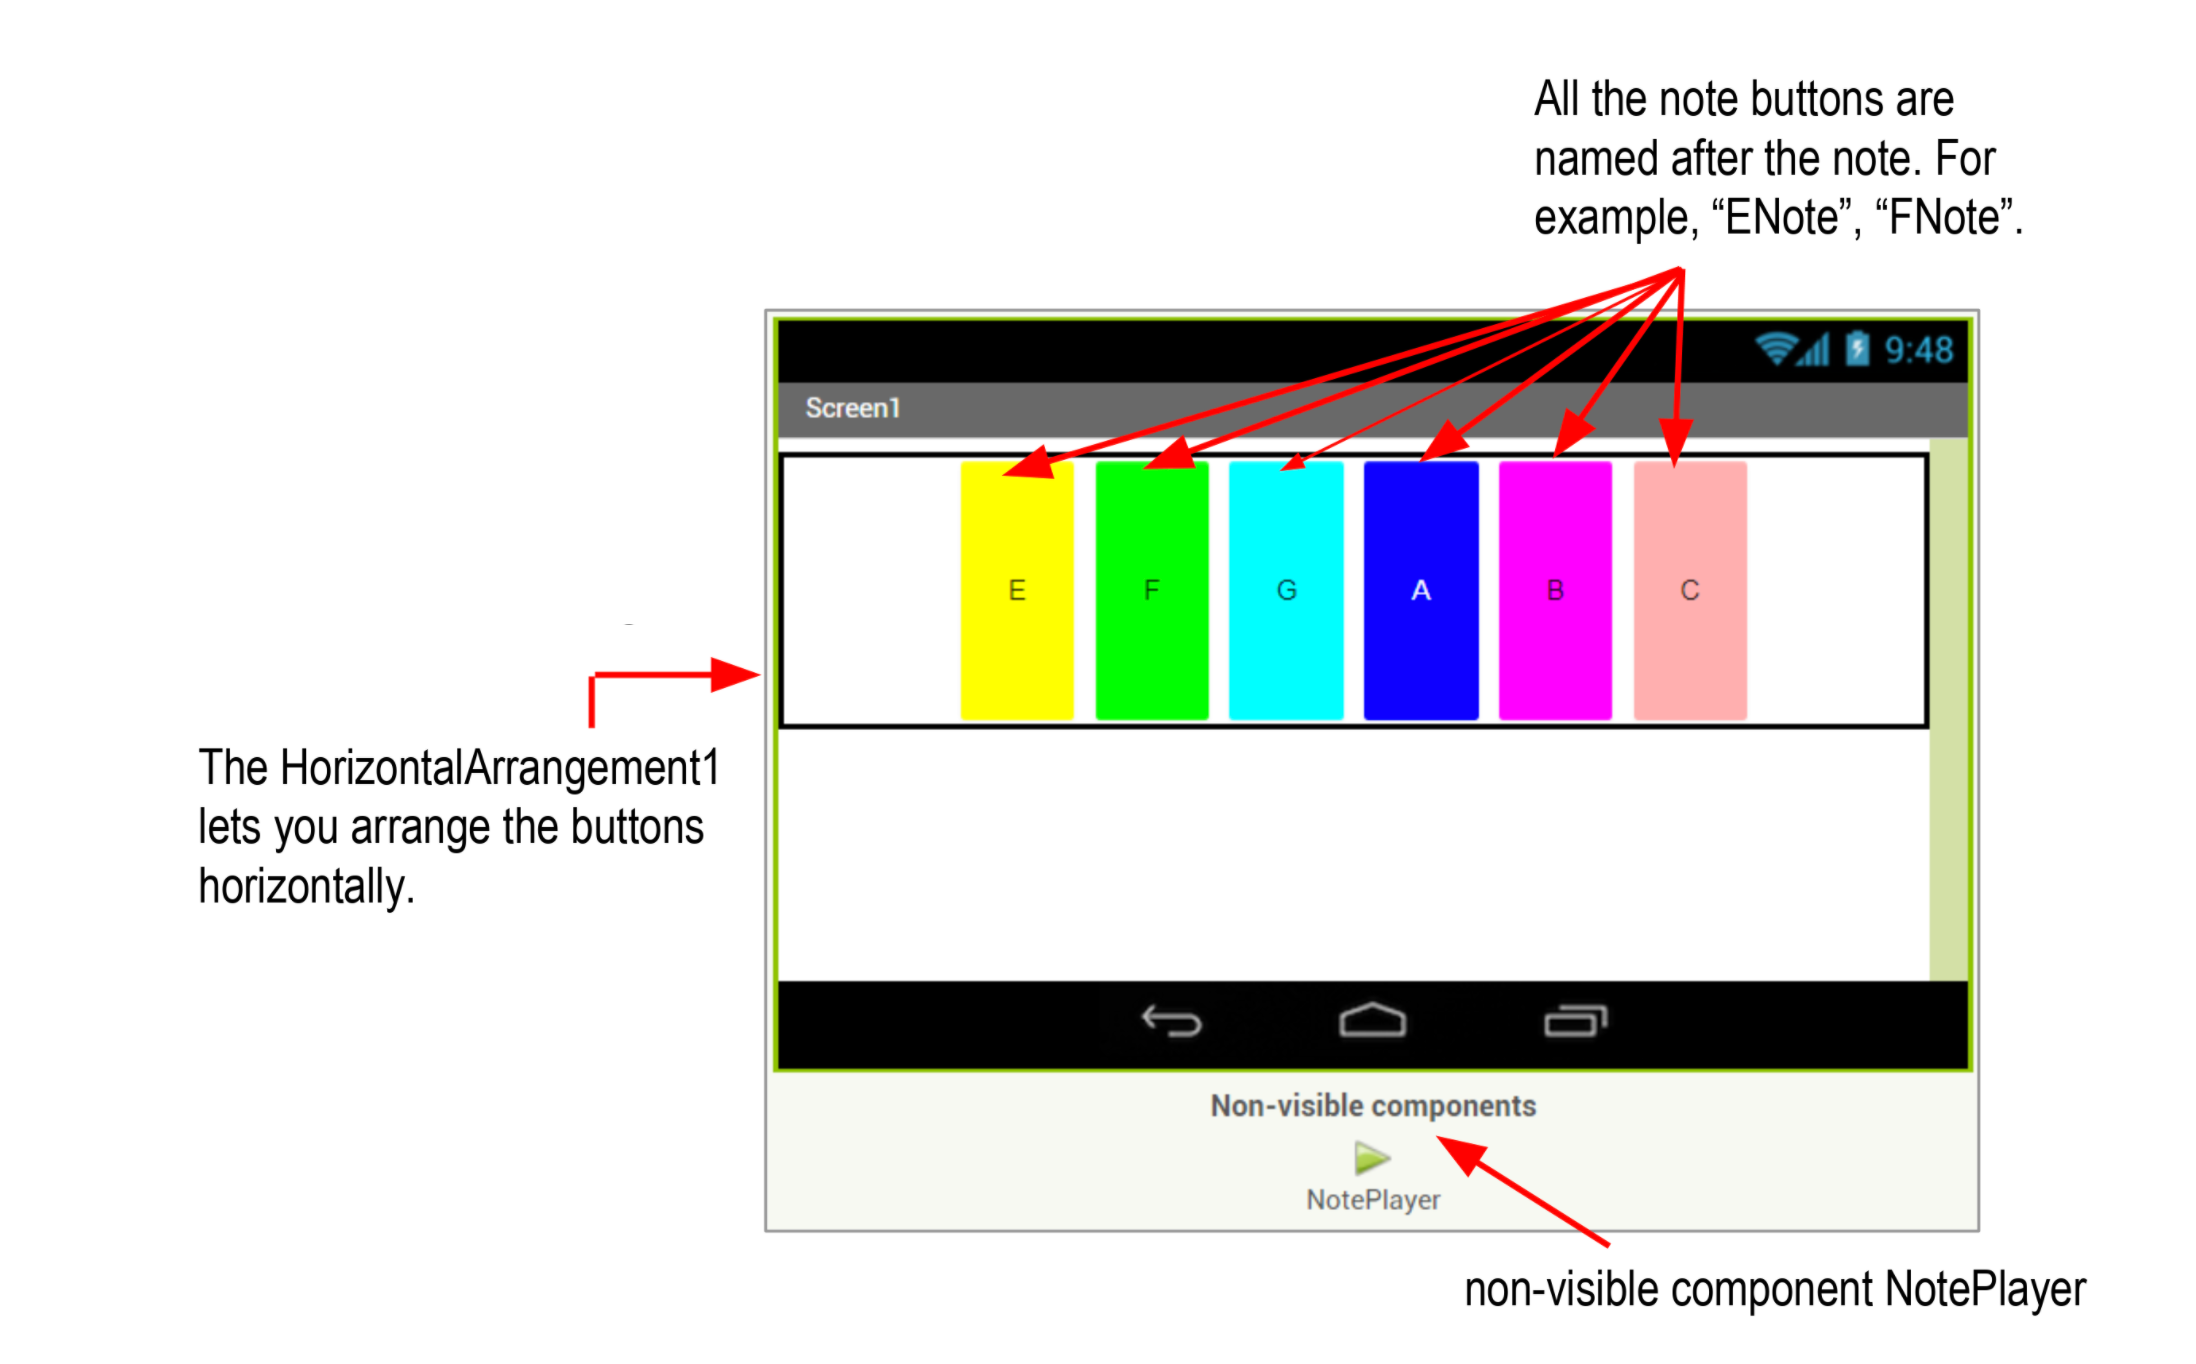 All the note buttons are
named after the note. For
example, “ENote”, “FNote”.
9:48
Screen1
E F G A B C
The HorizontalArrangement1
lets you arrange the buttons
horizontally.
Non-visible components
NotePlayer
non-visible component NotePlayer